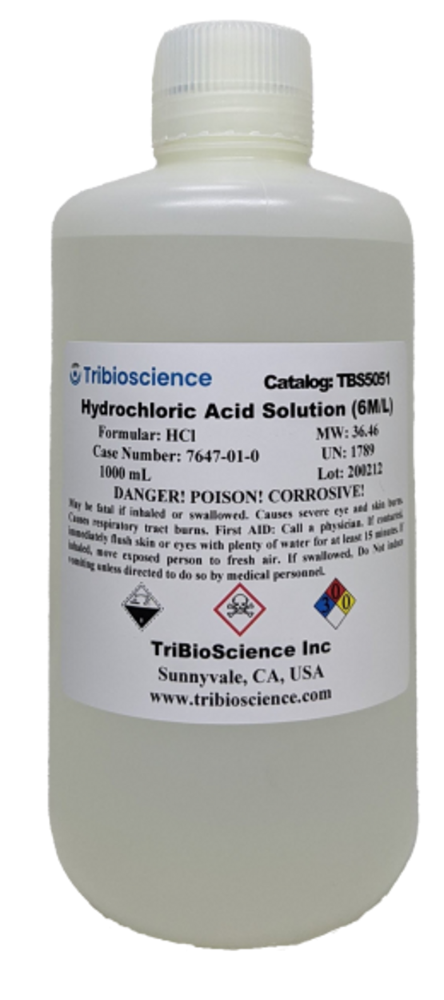 Tribioscience Catalog: TBS5051
Hydrochloric Acid Solution (6M/L)
Formular: HCl MW: 36.46
Case Number: 7647-01-0 UN: 1789
1000 mL Lot: 200212
DANGER! POISON! CORROSIVE!
May be fatal if inhaled or swallowed. Causes severe eye and skin burns.
Causes respiratory tract burns. First AID: Call a physician. If contacted,
immediately flush skin or eyes with plenty of water for at least 15 minutes. If
inhaled, move exposed person to fresh air. If swallowed, Do Not induce
vomiting unless directed to do so by medical personnel.
8
0
3 0
TriBioScience Inc
Sunnyvale, CA, USA
www.tribioscience.com